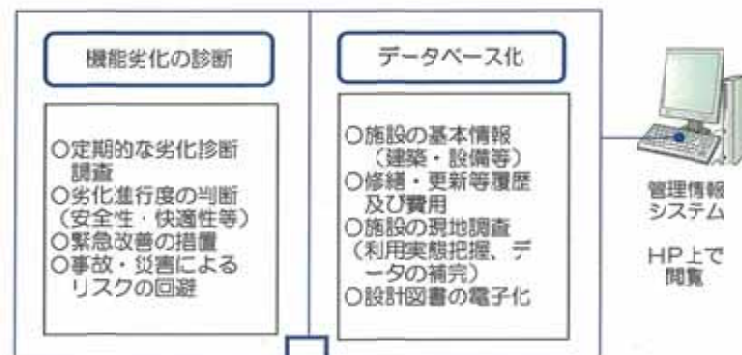 機能劣化の診断
○定期的な劣化診断
調査
○劣化進行度の判断
(安全性・快適性等)
○緊急改善の措置
○事故・災害による
リスクの回避
データベース化
○施設の基本情報
(建築・設備等)
○修繕・更新等履歴
及び費用
○施設の現地調査
(利用実態把握、デ
ータの補完)
○設計図書の電子化
管理情報
システム
HP上で
閲覧